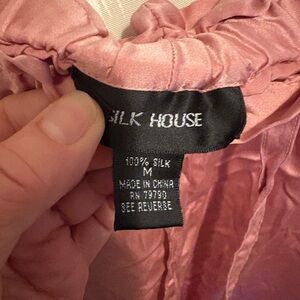 SILK HOUSE
100% SILK
M
MADE IN CHINA
RN 79790
SEE REVERSE